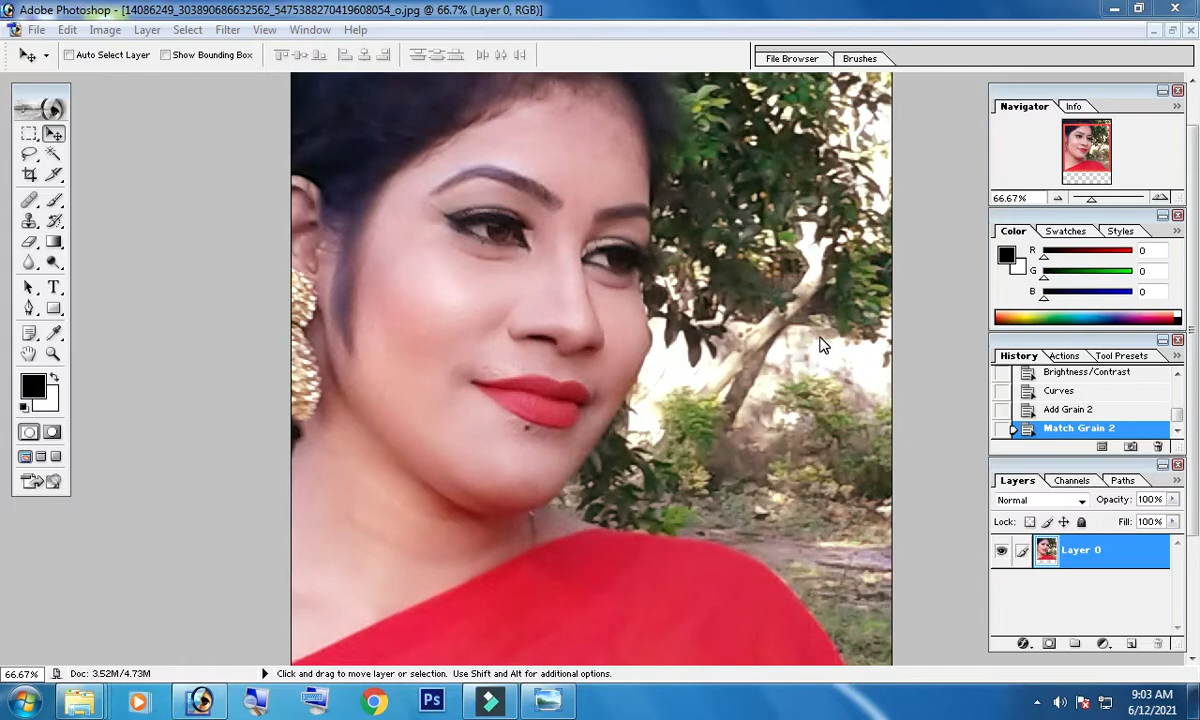 Adobe Photoshop - [14086249_303890686632562_5475388270419608054_o.jpg @ 66.7% (Layer 0, RGB)]
File Edit Image Layer Select Filter View Window Help
Auto Select Layer Show Bounding Box File Browser Brushes
Navigator Info
66.67%
Color Swatches Styles
R 0
G 0
B 0
History Actions Tool Presets
Brightness/Contrast
Curves
Add Grain 2
Match Grain 2
Layers Channels Paths
Normal Opacity: 100%
Lock: Fill: 100%
Layer 0
T
66.67% Doc: 3.52M/4.73M Click and drag to move layer or selection. Use Shift and Alt for additional options.
Ps
9:03 AM
6/12/2021